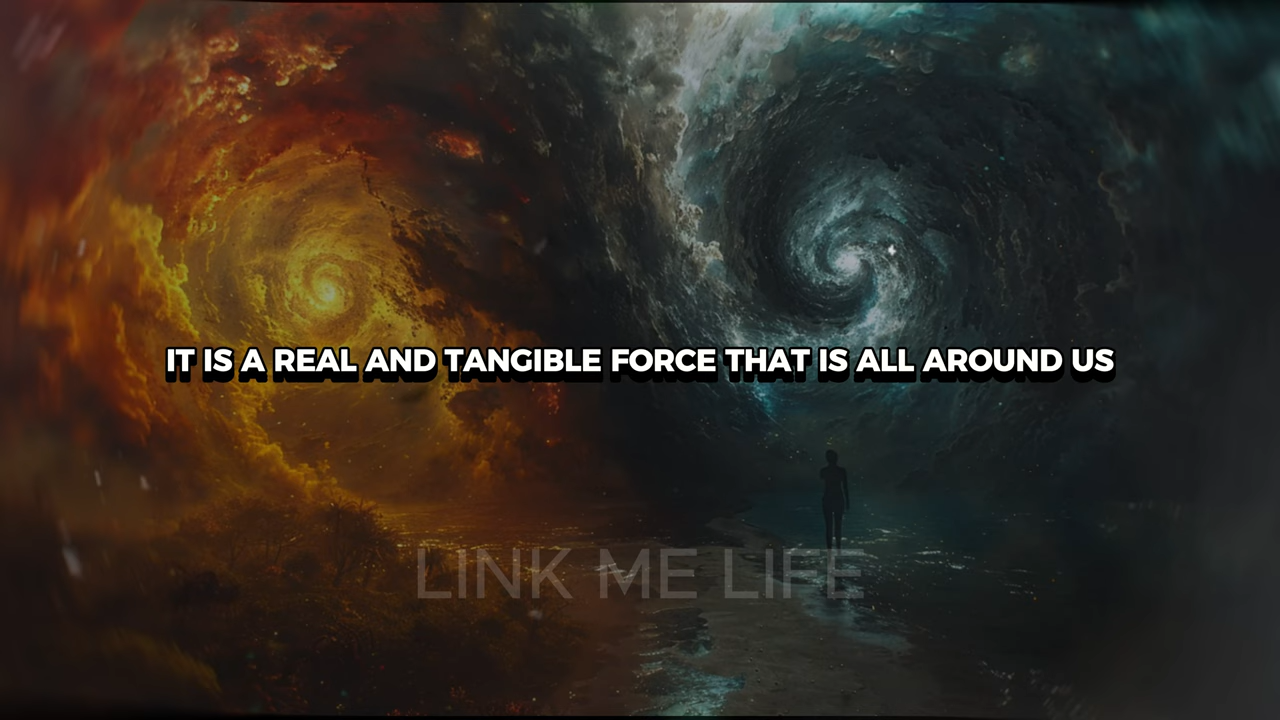 IT IS A REAL AND TANGIBLE FORCE THAT IS ALL AROUND US
LINK ME LIFE